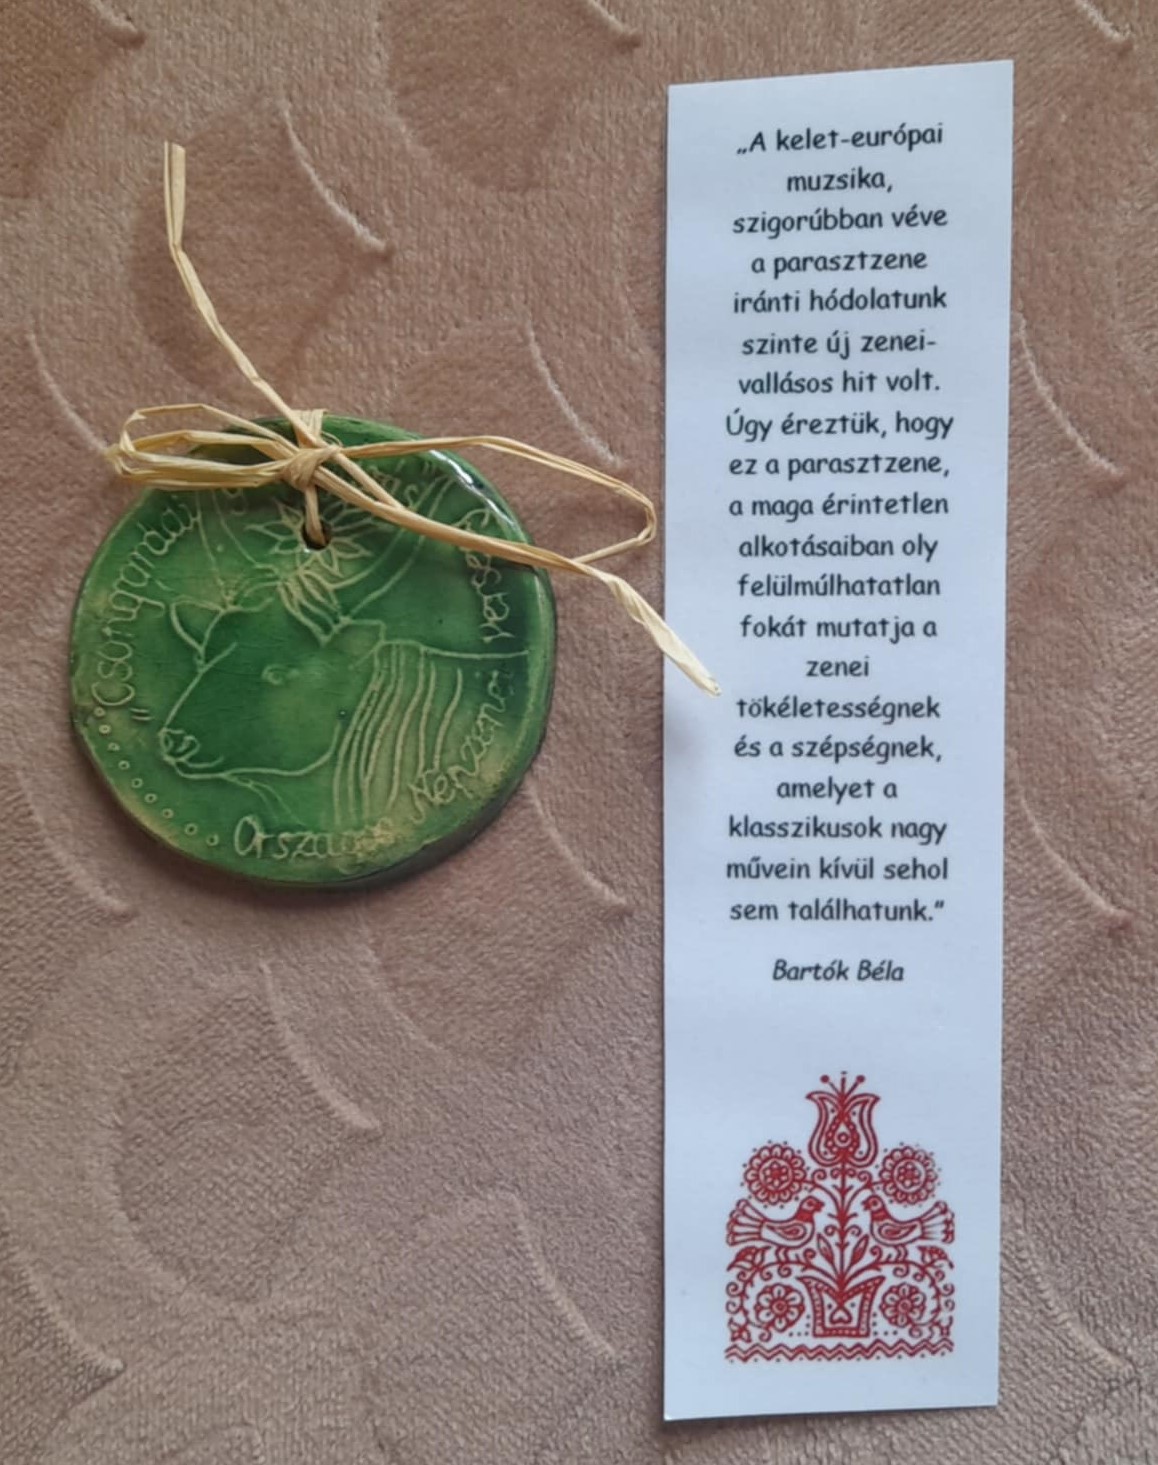 „Csongrádi
Népzenei
„A kelet-európai
muzsika,
szigorúbban véve
a parasztzene
iránti hódolatunk
szinte új zenei-
vallásos hit volt.
Úgy éreztük, hogy
ez a parasztzene,
a maga érintetlen
alkotásaiban oly
felülmúlhatatlan
fokát mutatja a
zenei
tökéletességnek
és a szépségnek,
amelyet a
klasszikusok nagy
művein kívül sehol
sem találhatunk.”
Bartók Béla